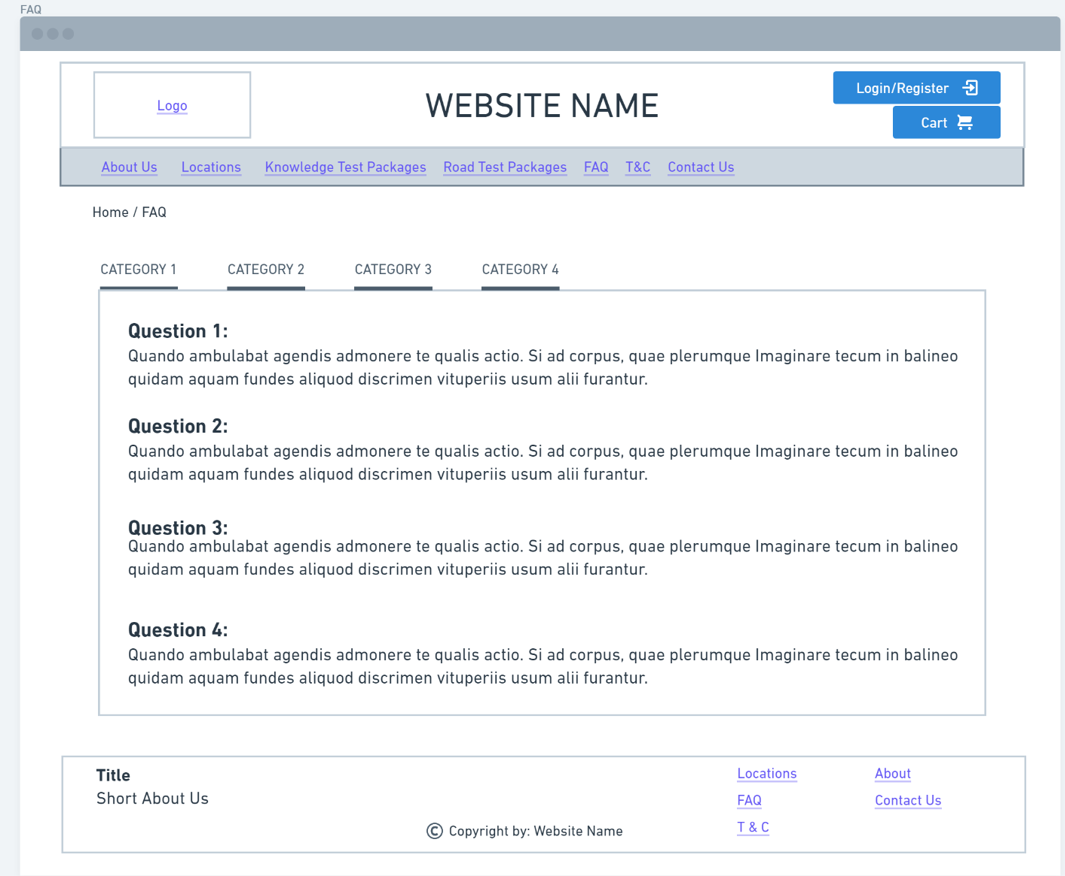 FAQ
Logo
WEBSITE NAME
Login/Register
Cart
About Us Locations Knowledge Test Packages Road Test Packages FAQ T&C Contact Us
Home / FAQ
CATEGORY 1 CATEGORY 2 CATEGORY 3 CATEGORY 4
Question 1:
Quando ambulabat agendis admonere te qualis actio. Si ad corpus, quae plerumque Imaginare tecum in balineo
quidam aquam fundes aliquod discrimen vituperiis usum alii furantur.
Question 2:
Quando ambulabat agendis admonere te qualis actio. Si ad corpus, quae plerumque Imaginare tecum in balineo
quidam aquam fundes aliquod discrimen vituperiis usum alii furantur.
Question 3:
Quando ambulabat agendis admonere te qualis actio. Si ad corpus, quae plerumque Imaginare tecum in balineo
quidam aquam fundes aliquod discrimen vituperiis usum alii furantur.
Question 4:
Quando ambulabat agendis admonere te qualis actio. Si ad corpus, quae plerumque Imaginare tecum in balineo
quidam aquam fundes aliquod discrimen vituperiis usum alii furantur.
Title
Short About Us
© Copyright by: Website Name
Locations
FAQ
T & C
About
Contact Us